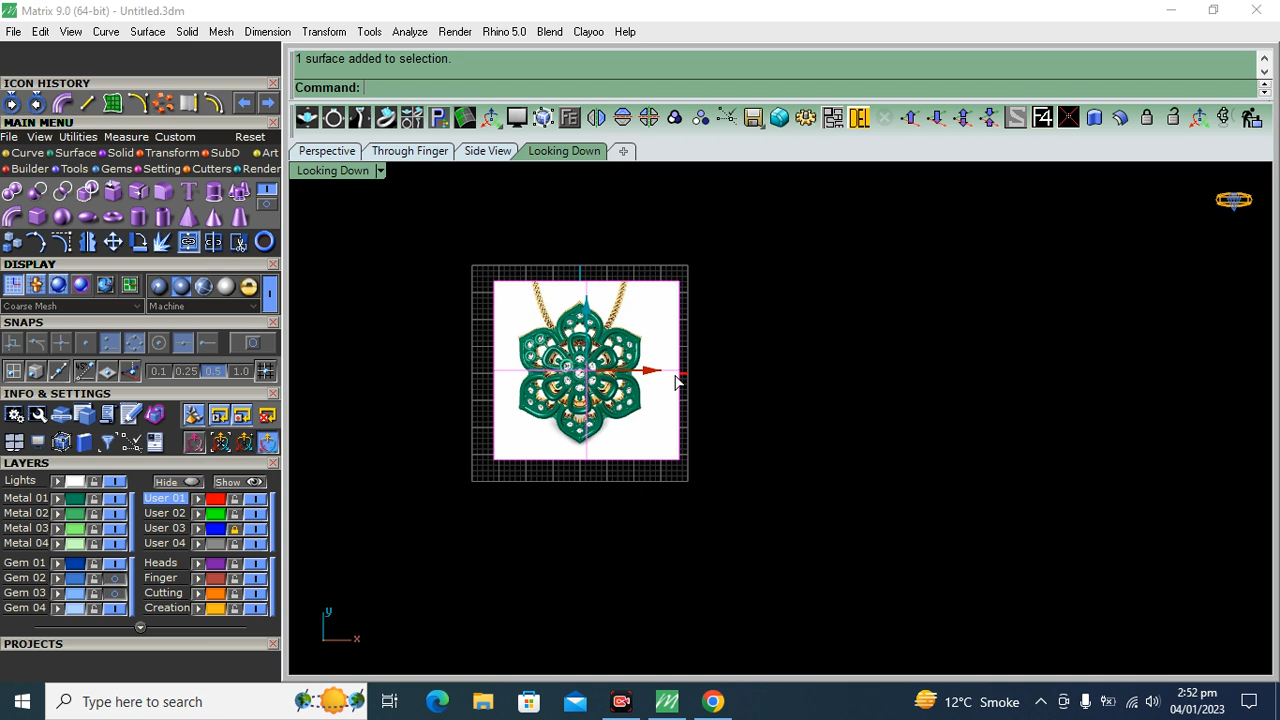 Matrix 9.0 (64-bit) - Untitled.3dm
File Edit View Curve Surface Solid Mesh Dimension Transform Tools Analyze Render Rhino 5.0 Blend Clayoo Help
1 surface added to selection.
Command:
ICON HISTORY
MAIN MENU
File View Utilities Measure Custom Reset
Curve Surface Solid Transform SubD Art
Builder Tools Gems Setting Cutters Render
Perspective Through Finger Side View Looking Down
Looking Down
DISPLAY
Coarse Mesh Machine
SNAPS
0.1 0.25 0.5 1.0
INFO & SETTINGS
LAYERS
Lights Hide Show
Metal 01 User 01
Metal 02 User 02
Metal 03 User 03
Metal 04 User 04
Gem 01 Heads
Gem 02 Finger
Gem 03 Cutting
Gem 04 Creation
PROJECTS
y
x
F4
DEL
Type here to search
12°C Smoke
2:52 pm
04/01/2023